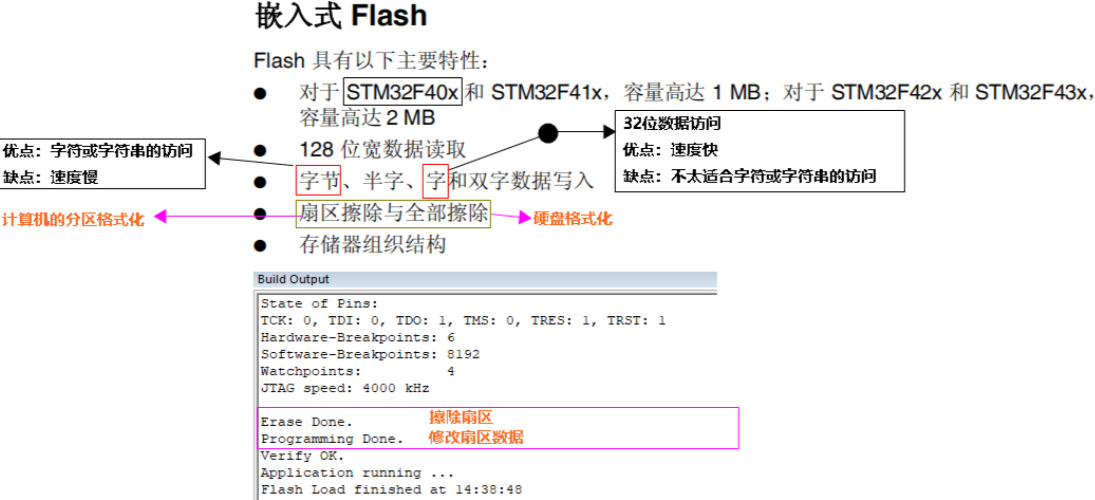 嵌入式 Flash
Flash 具有以下主要特性：
● 对于 STM32F40x 和 STM32F41x，容量高达 1 MB；对于 STM32F42x 和 STM32F43x，
容量高达 2 MB
32位数据访问
优点：速度快
缺点：不太适合字符或字符串的访问
优点：字符或字符串的访问
缺点：速度慢
● 128 位宽数据读取
● 字节、半字、字和双字数据写入
计算机的分区格式化
● 扇区擦除与全部擦除
硬盘格式化
● 存储器组织结构
Build Output
State of Pins:
TCK: 0, TDI: 0, TDO: 1, TMS: 0, TRES: 1, TRST: 1
Hardware-Breakpoints: 6
Software-Breakpoints: 8192
Watchpoints: 4
JTAG speed: 4000 kHz
Erase Done. 擦除扇区
Programming Done. 修改扇区数据
Verify OK.
Application running ...
Flash Load finished at 14:38:48